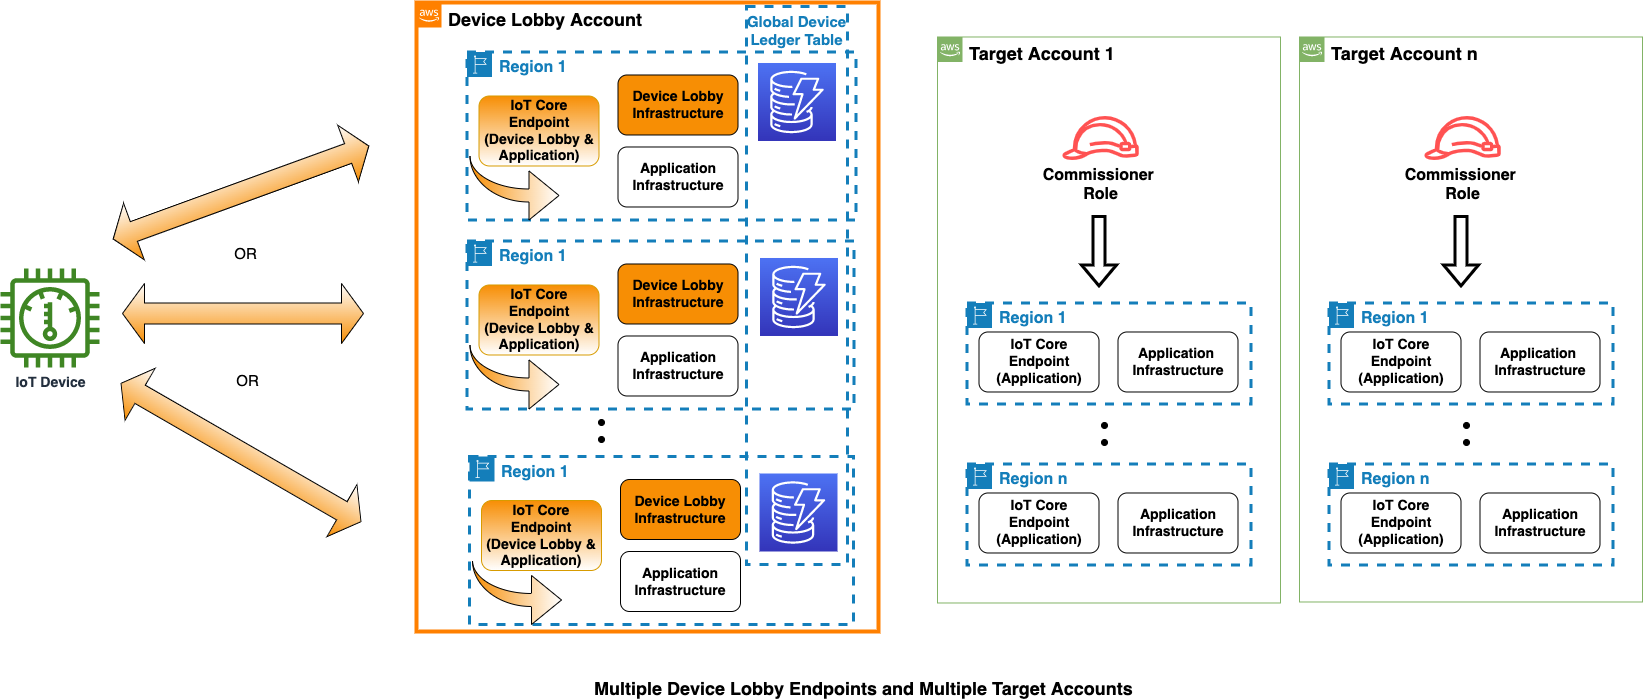 aws
Device Lobby Account
Global Device
Ledger Table
Region 1
IoT Core
Endpoint
(Device Lobby &
Application)
Device Lobby
Infrastructure
Application
Infrastructure
Region 1
IoT Core
Endpoint
(Device Lobby &
Application)
Device Lobby
Infrastructure
Application
Infrastructure
Region 1
IoT Core
Endpoint
(Device Lobby &
Application)
Device Lobby
Infrastructure
Application
Infrastructure
OR
OR
IoT Device
aws
Target Account 1
Commissioner
Role
Region 1
IoT Core
Endpoint
(Application)
Application
Infrastructure
Region n
IoT Core
Endpoint
(Application)
Application
Infrastructure
aws
Target Account n
Commissioner
Role
Region 1
IoT Core
Endpoint
(Application)
Application
Infrastructure
Region n
IoT Core
Endpoint
(Application)
Application
Infrastructure
Multiple Device Lobby Endpoints and Multiple Target Accounts